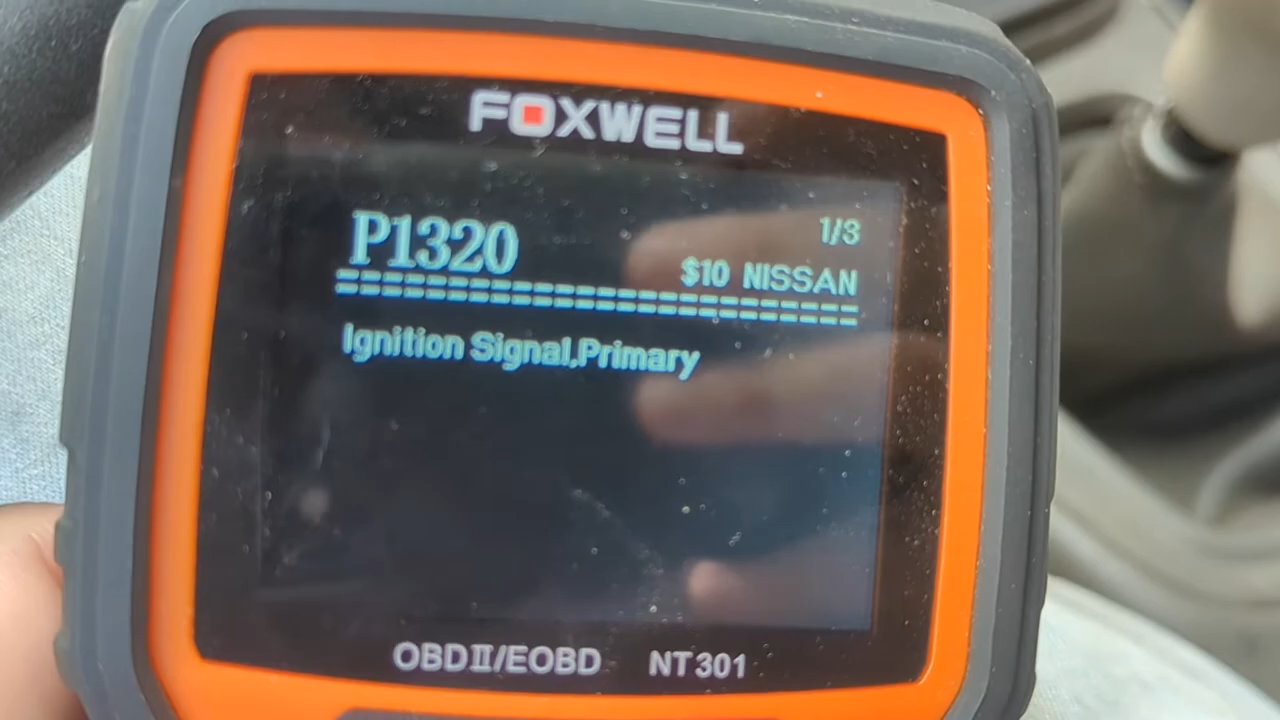 FOXWELL
P1320
1/3
$10 NISSAN
Ignition Signal,Primary
OBDII/EOBD NT301